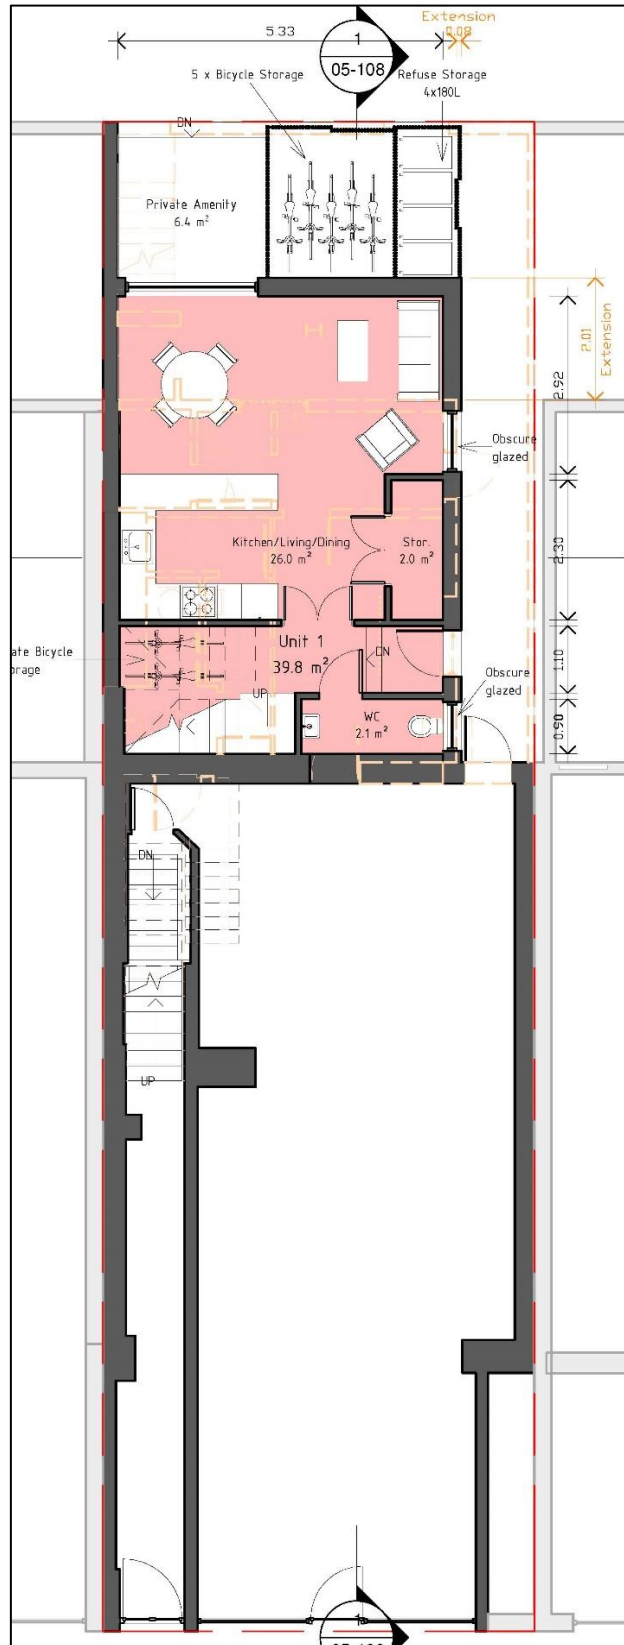 Extension
5.33
0.08
1
05-108
5 x Bicycle Storage
Refuse Storage
4x180L
DN
Private Amenity
6.4 m²
2.01
Extension
2.92
Obscure
glazed
Kitchen/Living/Dining
26.0 m²
Stor.
2.0 m²
2.30
Unit 1
39.8 m²
DN
1.10
ate Bicycle
orage
UP
Obscure
glazed
WC
2.1 m²
0.90
DN
UP